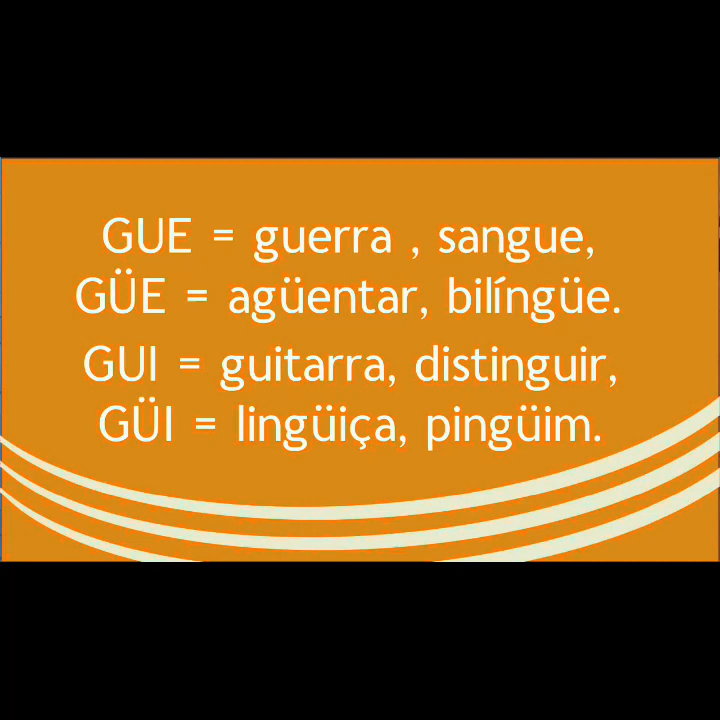 GUE = guerra , sangue,
GÜE = agüentar, bilíngüe.
GUI = guitarra, distinguir,
GÜI = lingüiça, pingüim.